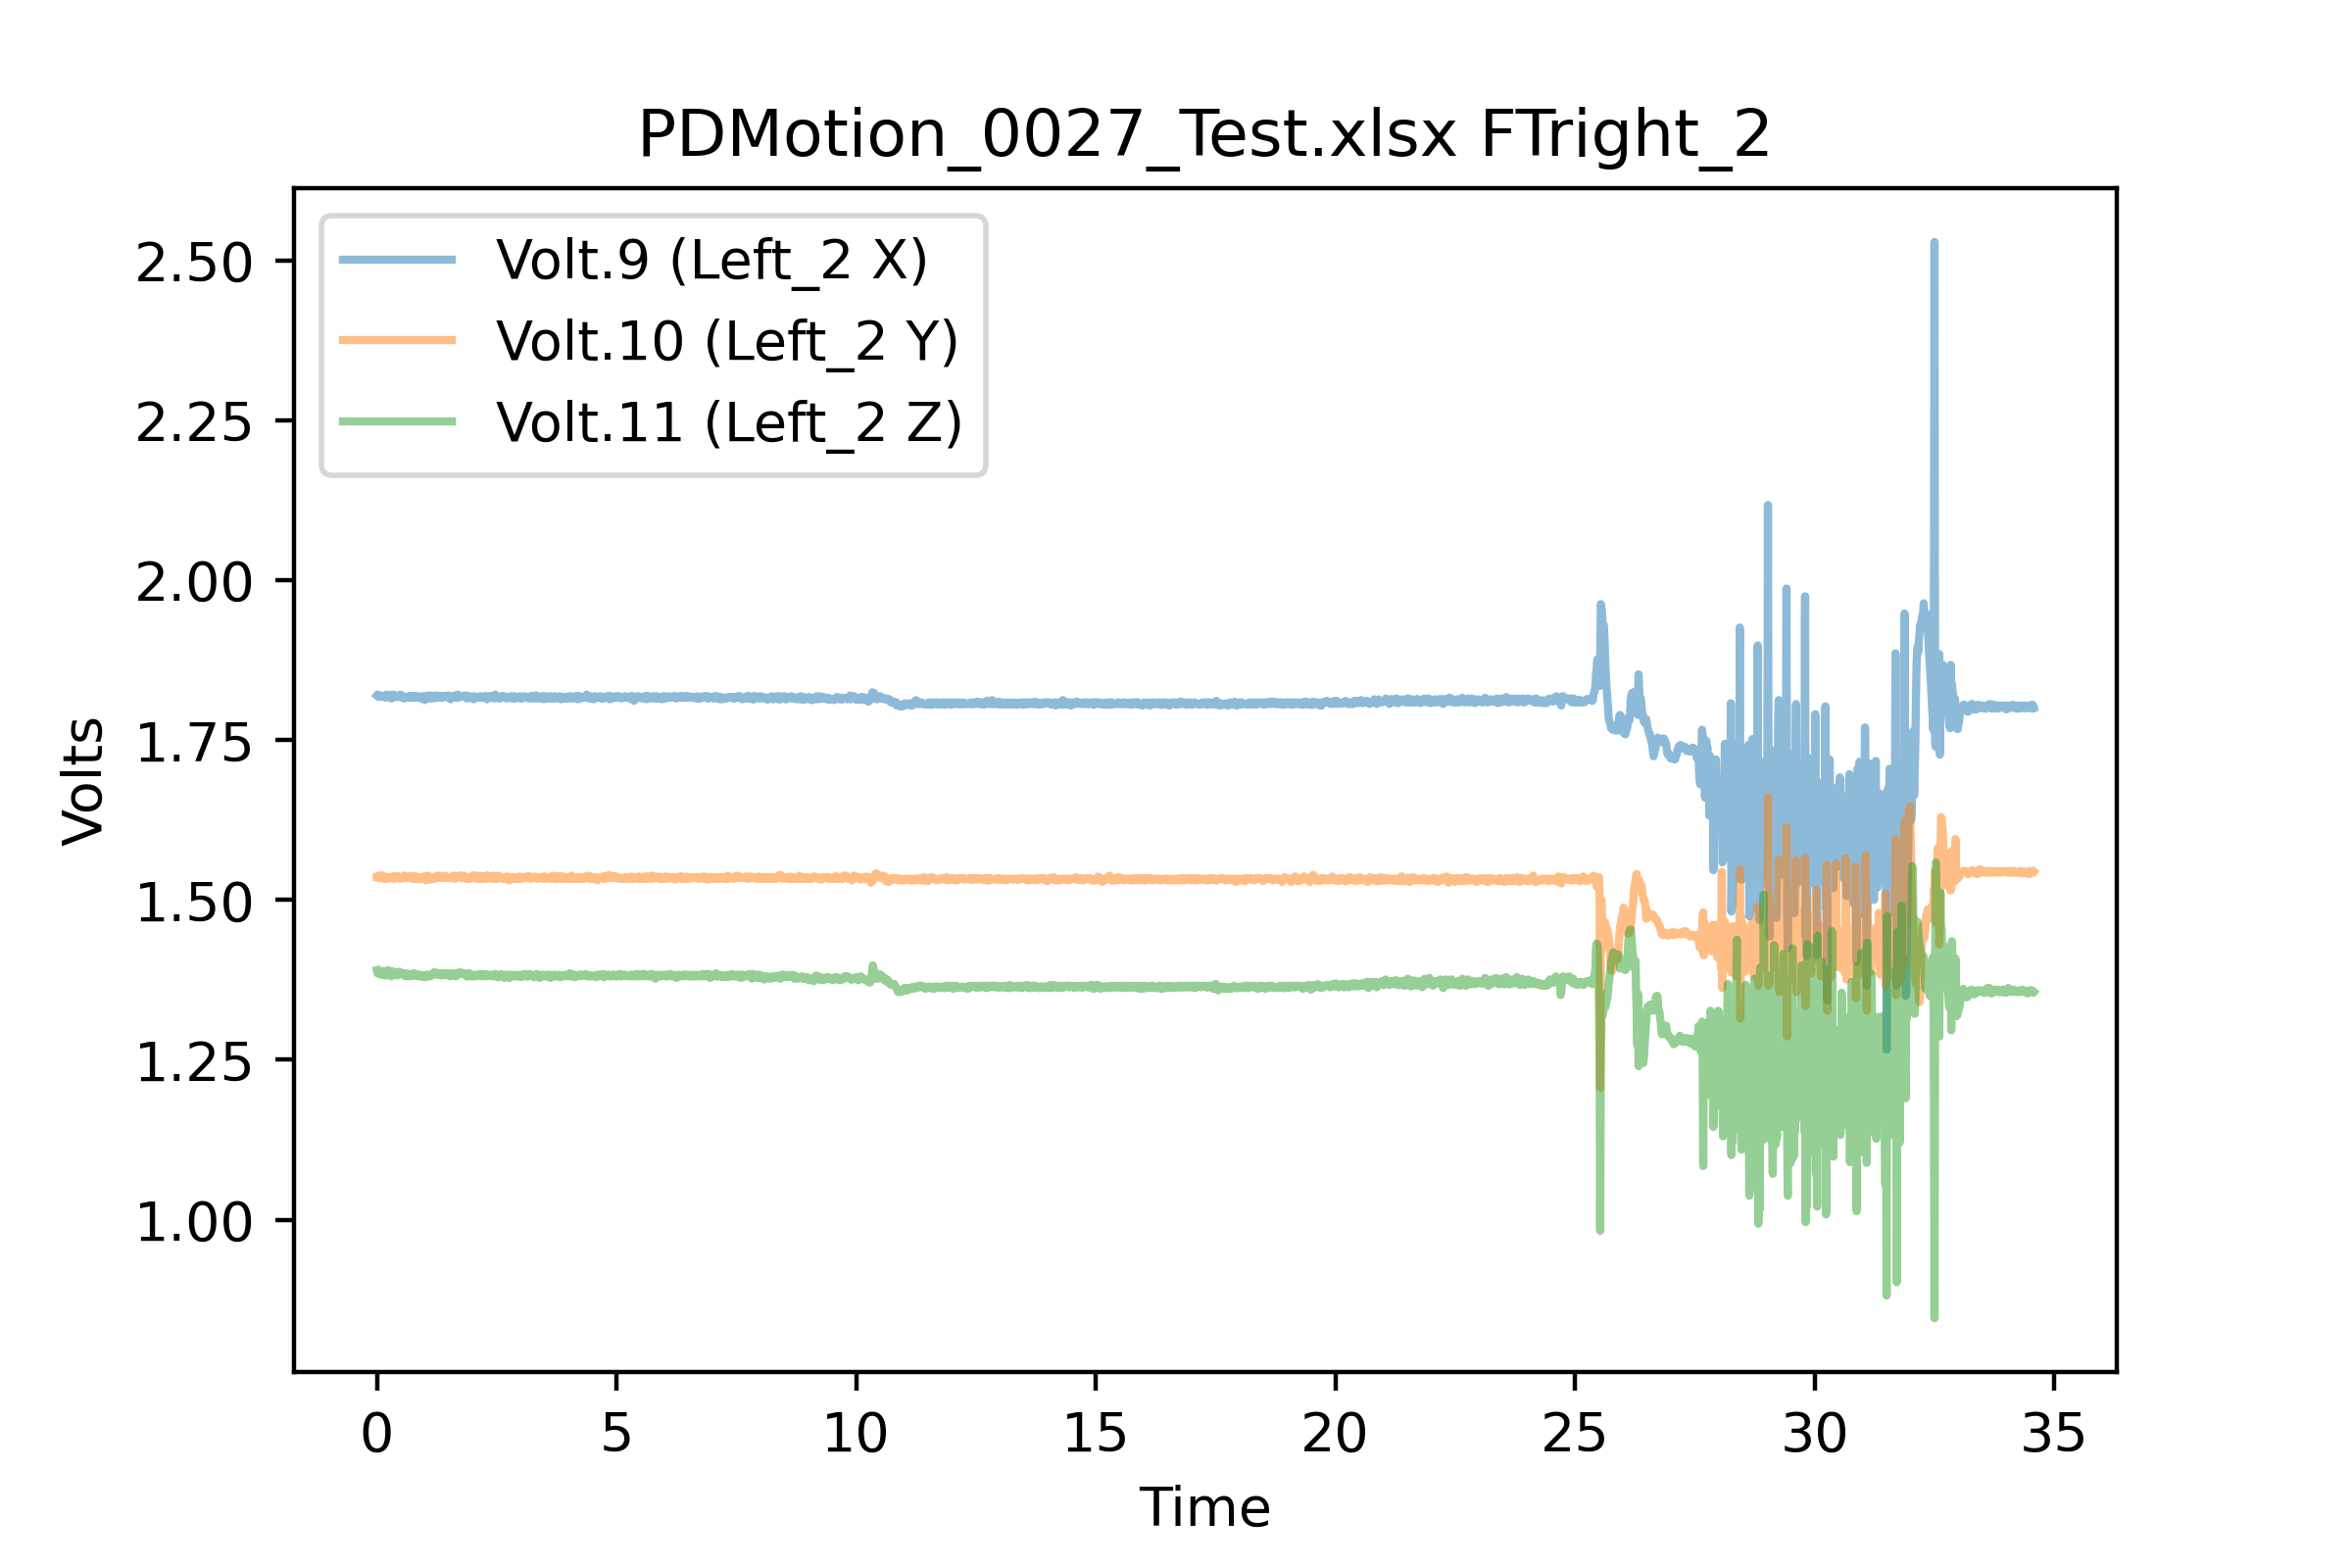 PDMotion_0027_Test.xlsx FTright_2
Volt.9 (Left_2 X)
Volt.10 (Left_2 Y)
Volt.11 (Left_2 Z)
2.50
2.25
2.00
1.75
1.50
1.25
1.00
Volts
0 5 10 15 20 25 30 35
Time